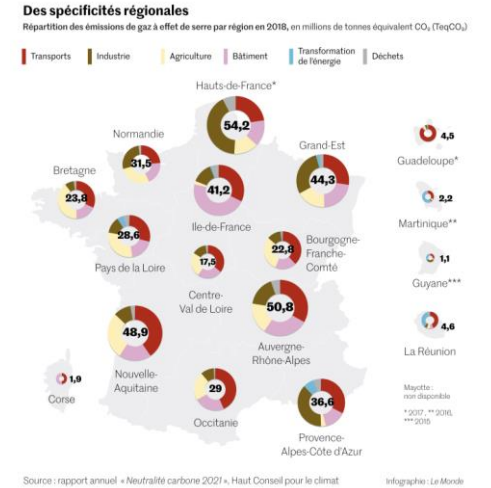 Des spécificités régionales
Répartition des émissions de gaz à effet de serre par région en 2018, en millions de tonnes équivalent CO₂ (TeqCO₂)
Transports Industrie Agriculture Bâtiment Transformation de l'énergie Déchets
Hauts-de-France*
54,2
Normandie
31,5
Grand-Est
44,3
4,5
Guadeloupe*
Bretagne
23,8
41,2
Ile-de-France
2,2
Martinique**
28,6
Pays de la Loire
17,5
Centre-
Val de Loire
22,8
Bourgogne-
Franche-
Comté
1,1
Guyane***
48,9
Nouvelle-
Aquitaine
50,8
Auvergne-
Rhône-Alpes
4,6
La Réunion
1,9
Corse
29
Occitanie
36,6
Provence-
Alpes-Côte d'Azur
Mayotte :
non disponible
* 2017, ** 2016,
*** 2015
Source : rapport annuel « Neutralité carbone 2021 », Haut Conseil pour le climat
Infographie : Le Monde